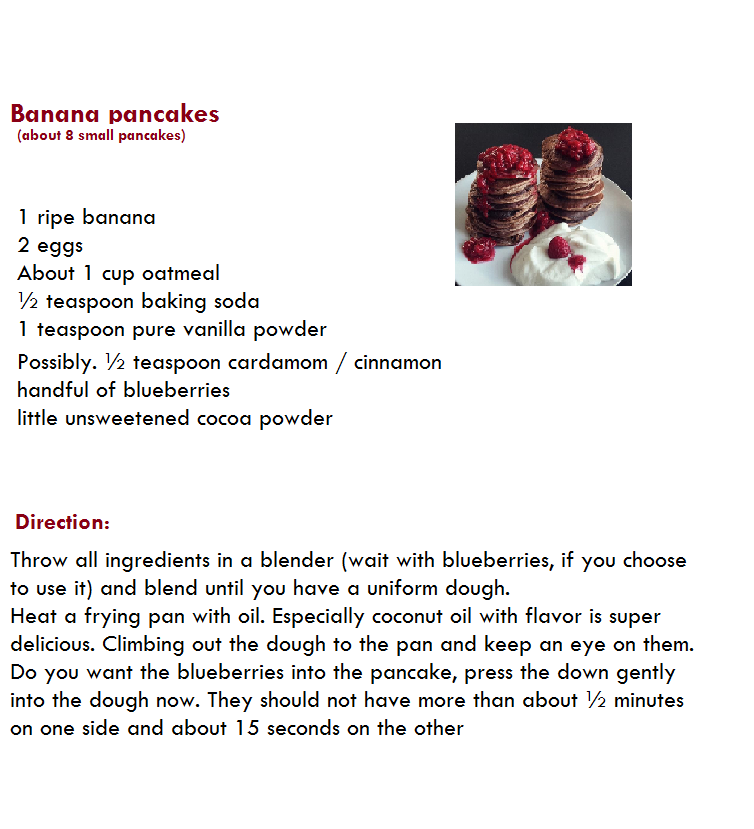 Banana pancakes
(about 8 small pancakes)
1 ripe banana
2 eggs
About 1 cup oatmeal
½ teaspoon baking soda
1 teaspoon pure vanilla powder
Possibly. ½ teaspoon cardamom / cinnamon
handful of blueberries
little unsweetened cocoa powder
Direction:
Throw all ingredients in a blender (wait with blueberries, if you choose
to use it) and blend until you have a uniform dough.
Heat a frying pan with oil. Especially coconut oil with flavor is super
delicious. Climbing out the dough to the pan and keep an eye on them.
Do you want the blueberries into the pancake, press the down gently
into the dough now. They should not have more than about ½ minutes
on one side and about 15 seconds on the other